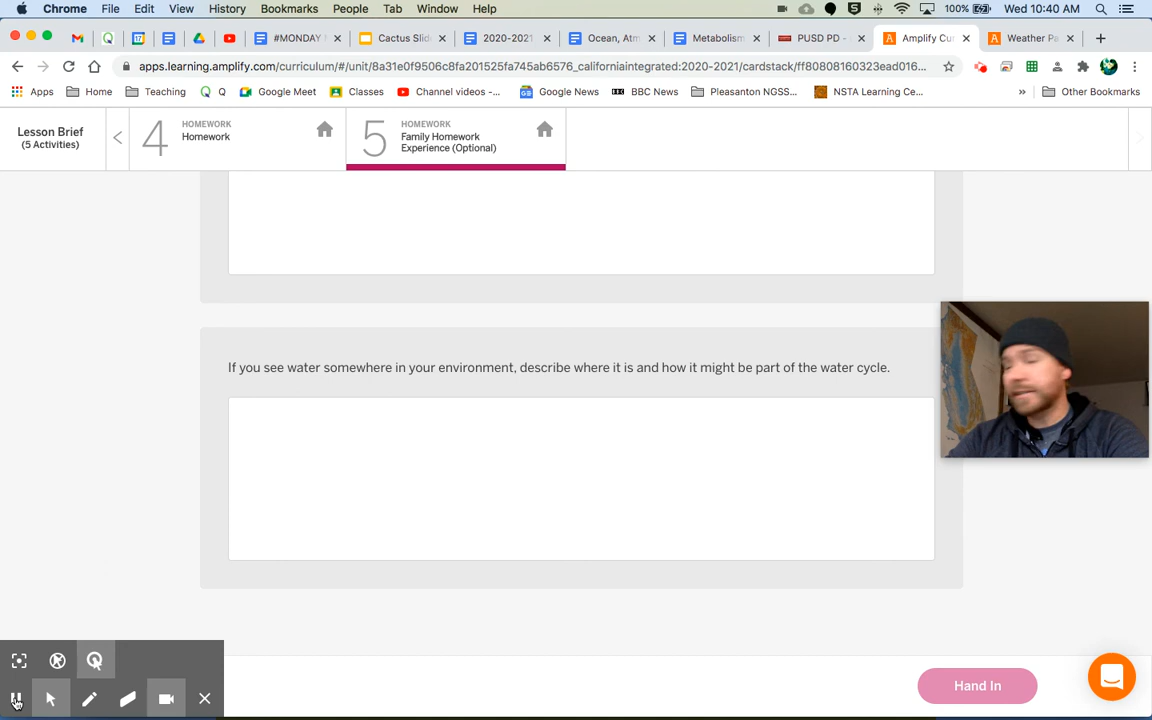 Chrome File Edit View History Bookmarks People Tab Window Help 100% Wed 10:40 AM
#MONDAY Cactus Slid 2020-2021 Ocean, Atm Metabolism PUSD PD - Amplify Cur Weather Pa
apps.learning.amplify.com/curriculum/#/unit/8a31e0f9506c8fa201525fa745ab6576_californiaintegrated:2020-2021/cardstack/ff80808160323ead016...
Apps Home Teaching Q Google Meet Classes Channel videos -... Google News BBC News Pleasanton NGSS... NSTA Learning Ce... » Other Bookmarks
Lesson Brief
(5 Activities)
4
HOMEWORK
Homework
5
HOMEWORK
Family Homework
Experience (Optional)
If you see water somewhere in your environment, describe where it is and how it might be part of the water cycle.
Hand In